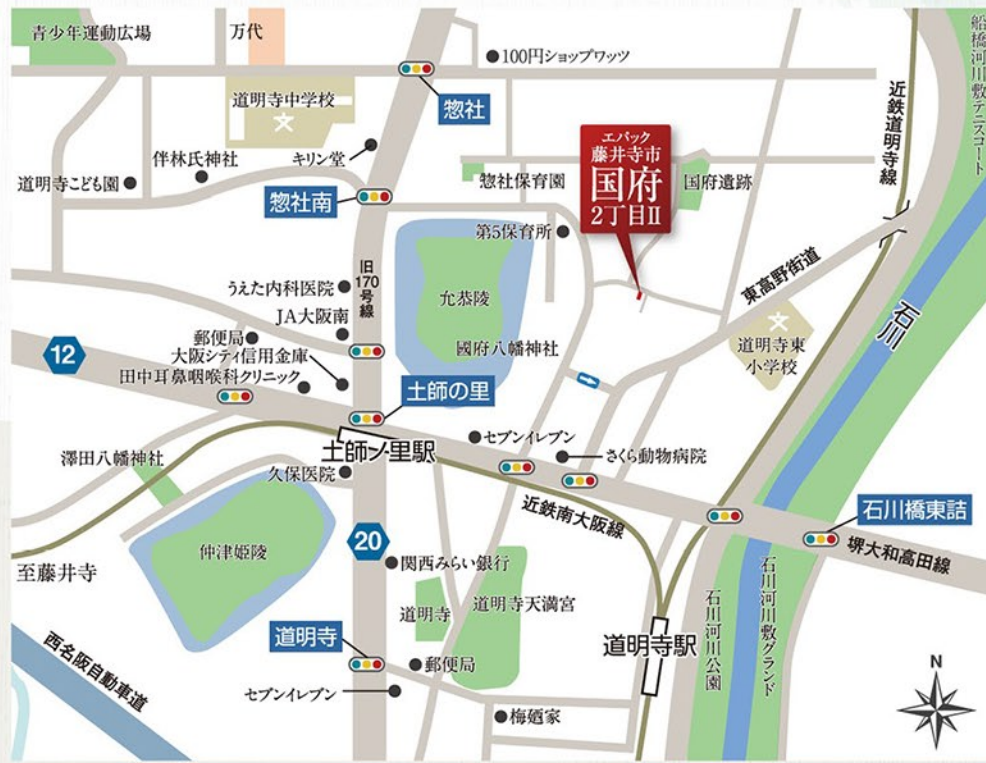 青少年運動広場
万代
100円ショップワッツ
惣社
道明寺中学校
伴林氏神社
キリン堂
道明寺こども園
惣社南
惣社保育園
エバック
藤井寺市
国府
2丁目Ⅱ
国府遺跡
近鉄道明寺線
船橋河川敷テニスコート
第5保育所
旧170号線
うえた内科医院
允恭陵
東高野街道
石川
JA大阪南
國府八幡神社
郵便局
大阪シティ信用金庫
田中耳鼻咽喉科クリニック
12
道明寺東
小学校
土師の里
土師ノ里駅
セブンイレブン
さくら動物病院
澤田八幡神社
久保医院
近鉄南大阪線
石川橋東詰
堺大和高田線
仲津姫陵
20
至藤井寺
関西みらい銀行
道明寺
道明寺天満宮
石川河川公園
石川河川敷グランド
道明寺
道明寺駅
西名阪自動車道
郵便局
セブンイレブン
梅廼家
N